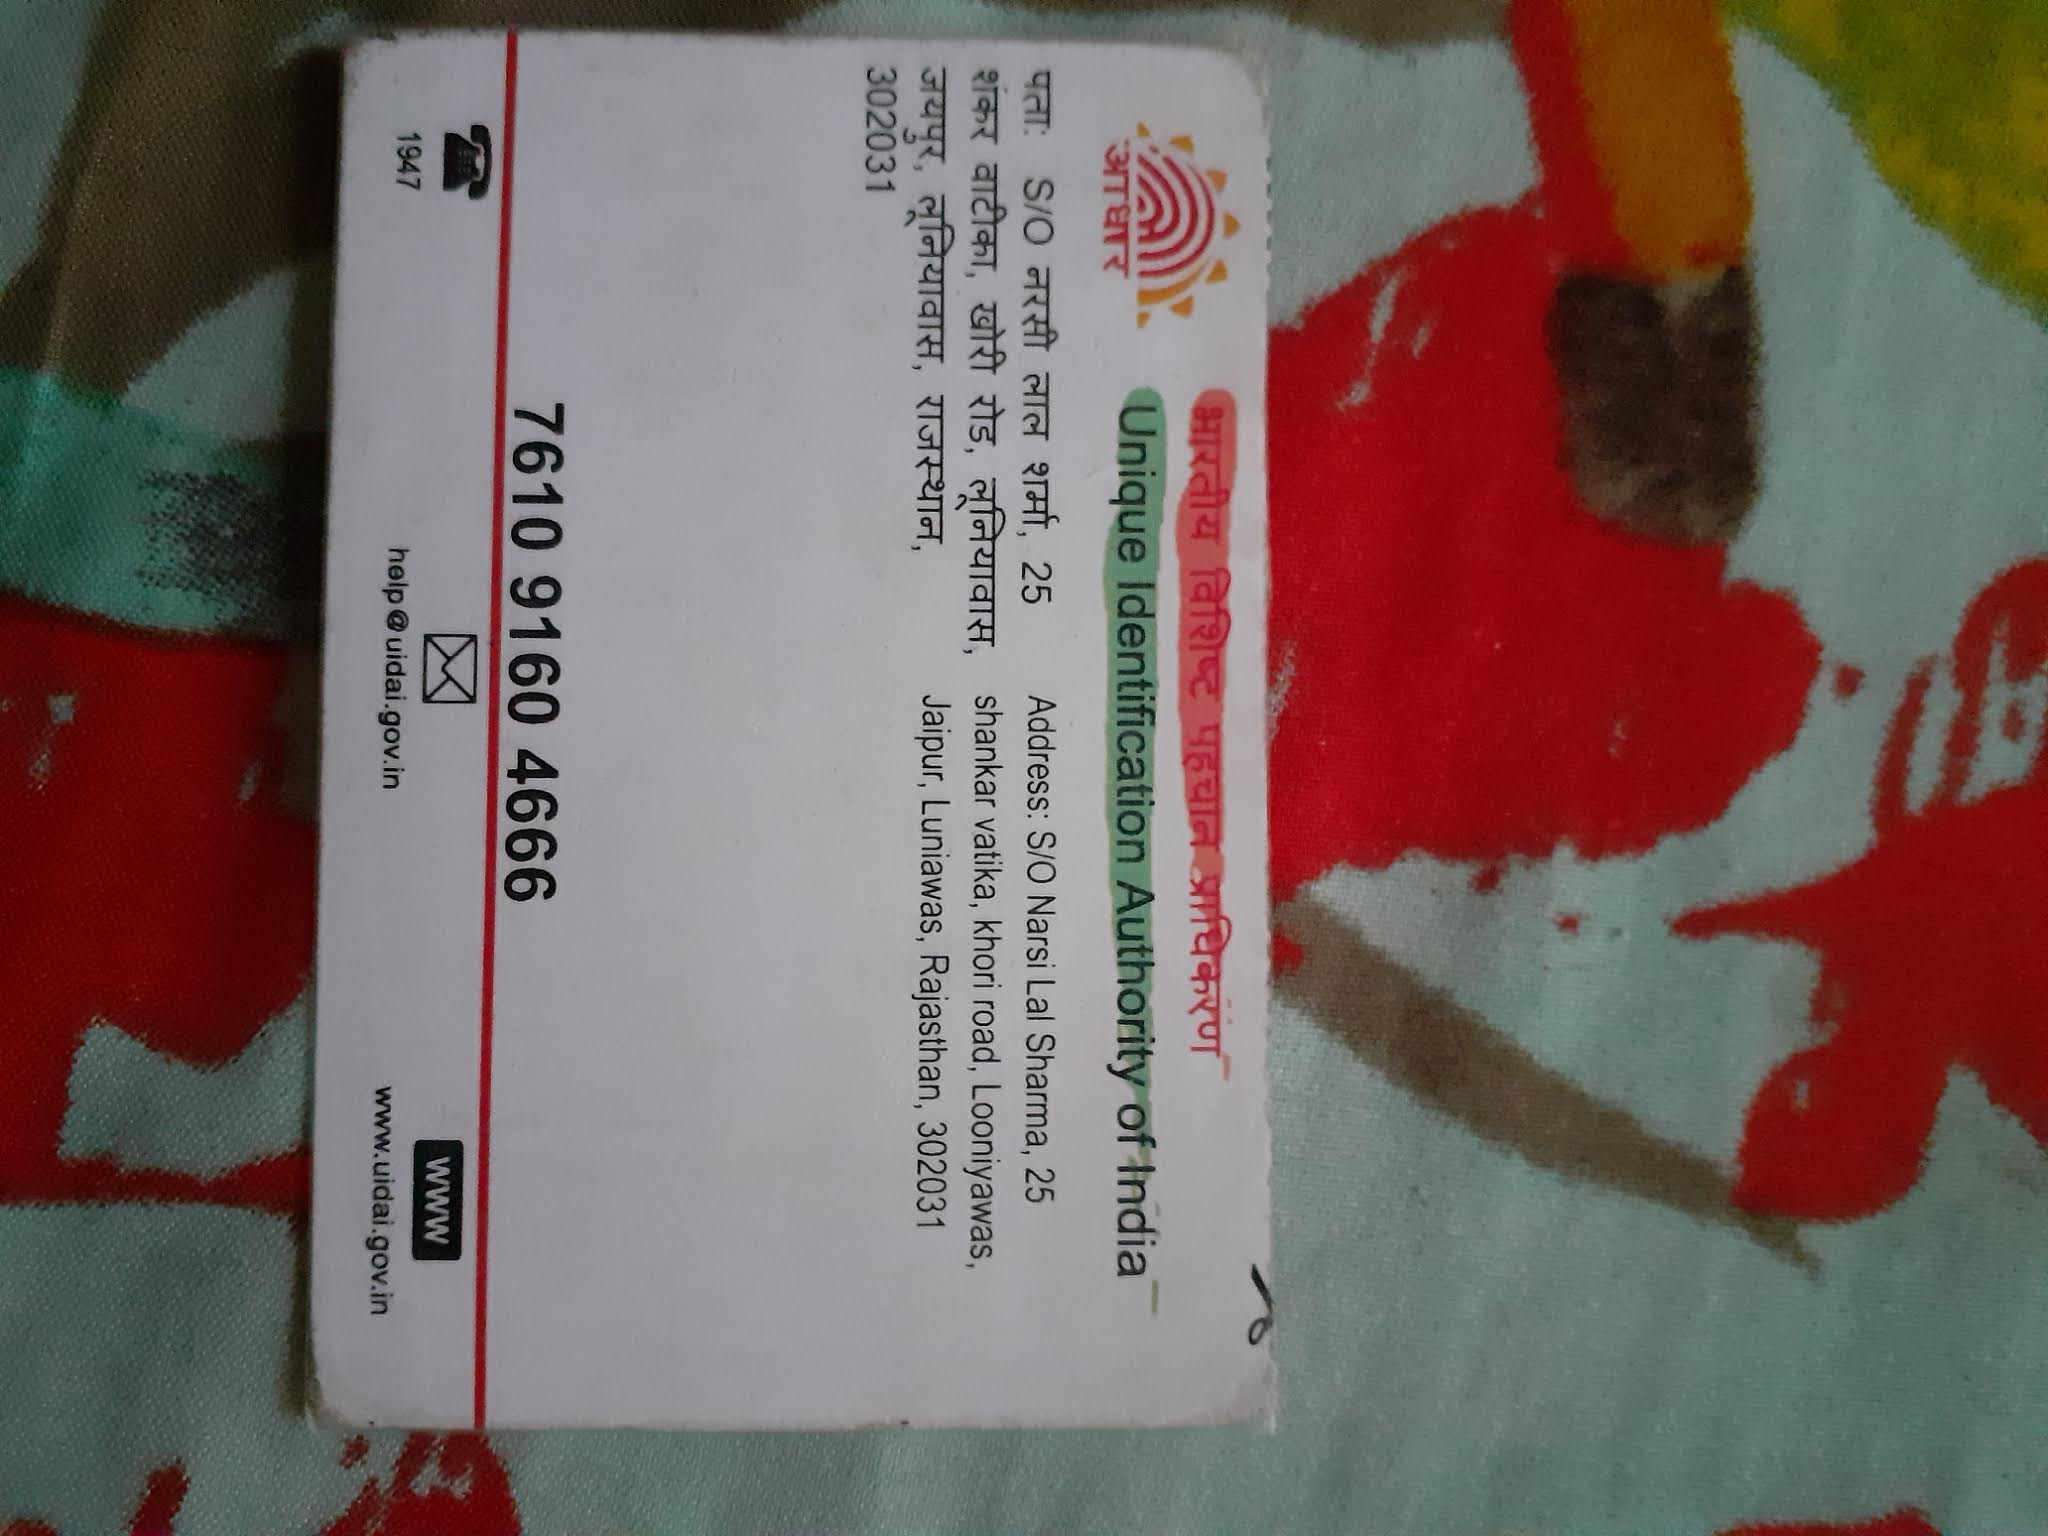 भारतीय विशिष्ट पहचान प्राधिकरण
Unique Identification Authority of India
आधार
पता: S/O नरसी लाल शर्मा, 25
शंकर वाटीका, खोरी रोड, लूनियावास,
जयपुर, लूनियावास, राजस्थान,
302031
Address: S/O Narsi Lal Sharma, 25
shankar vatika, khori road, Looniyawas,
Jaipur, Luniawas, Rajasthan, 302031
7610 9160 4666
1947
help@uidai.gov.in
WWW
www.uidai.gov.in